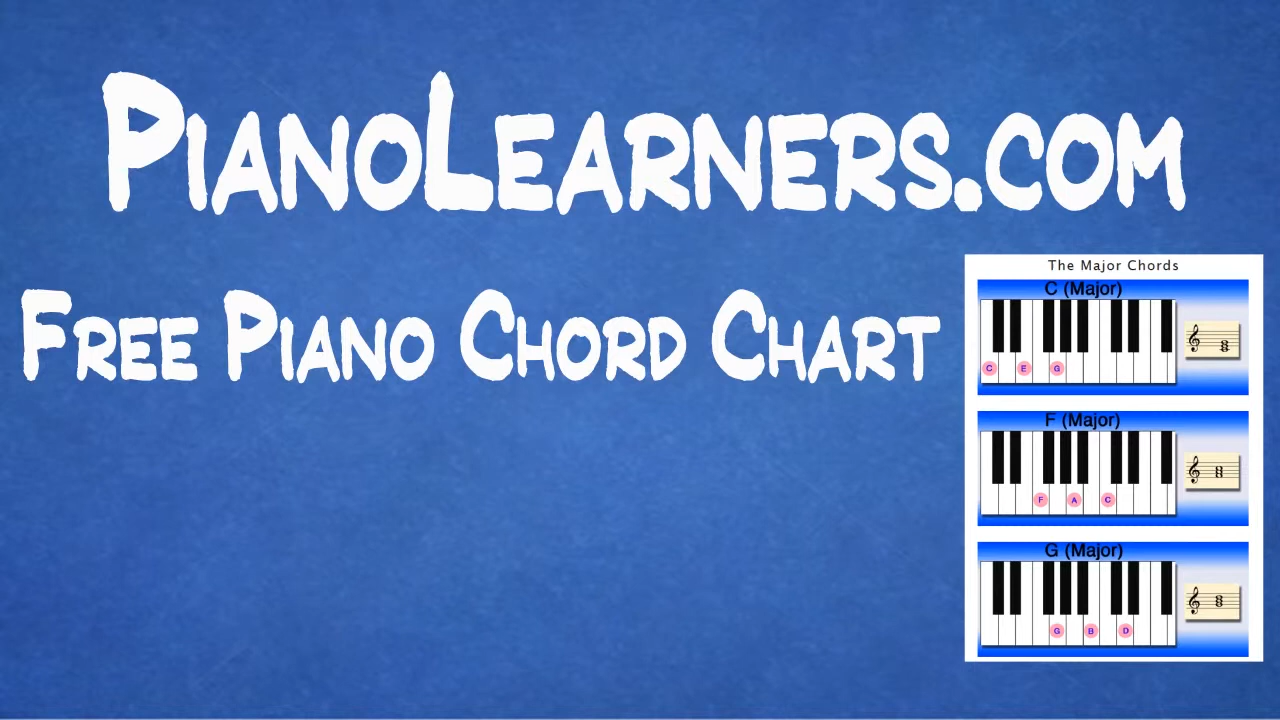 PianoLearners.com
Free Piano Chord Chart
The Major Chords
C (Major)
C E G
F (Major)
F A C
G (Major)
G B D